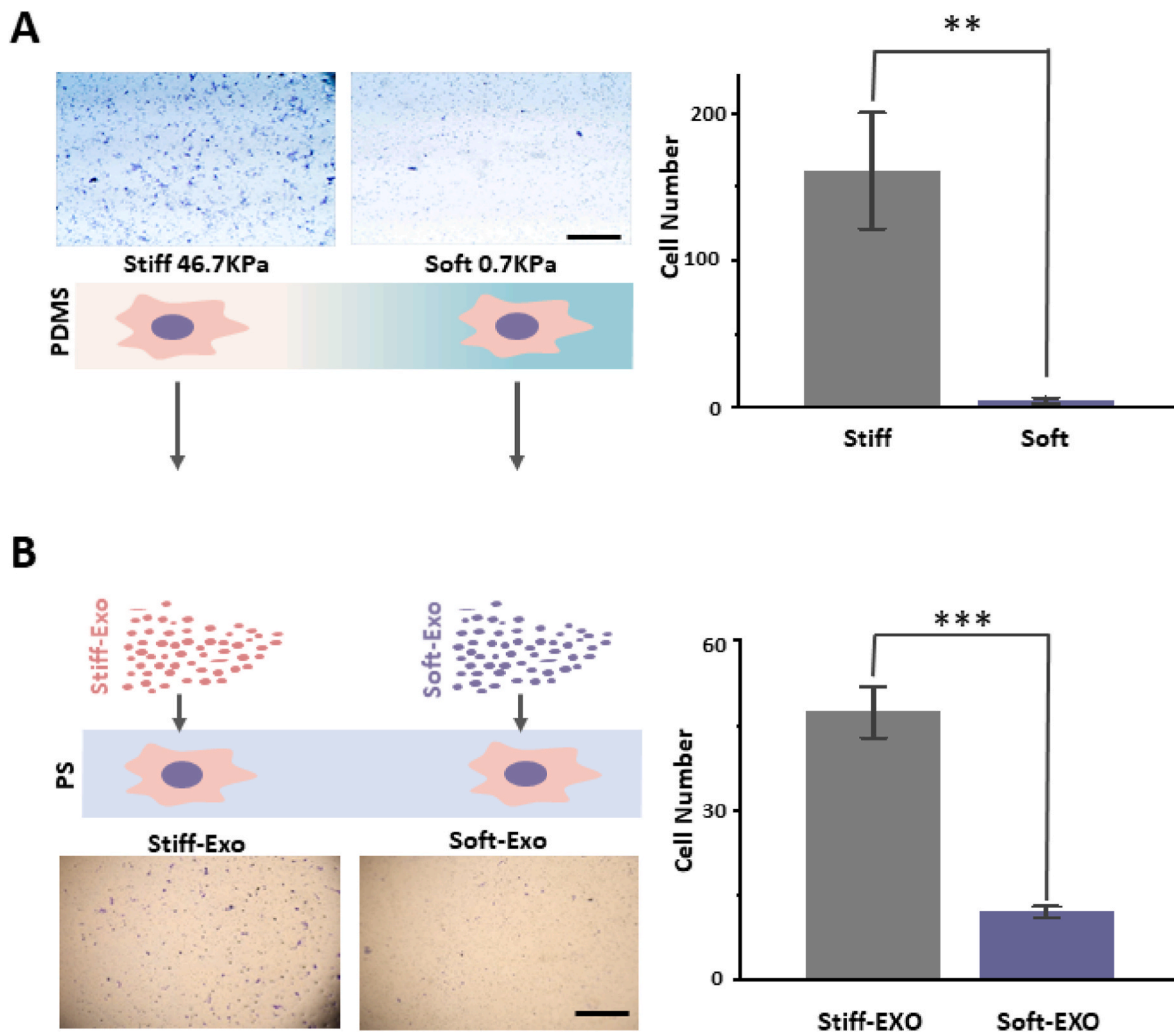 A
**
200
100
0
Cell Number
Stiff 46.7KPa
Soft 0.7KPa
PDMS
Stiff
Soft
B
Stiff-Exo
Soft-Exo
PS
Stiff-Exo
Soft-Exo
***
60
30
0
Cell Number
Stiff-EXO
Soft-EXO